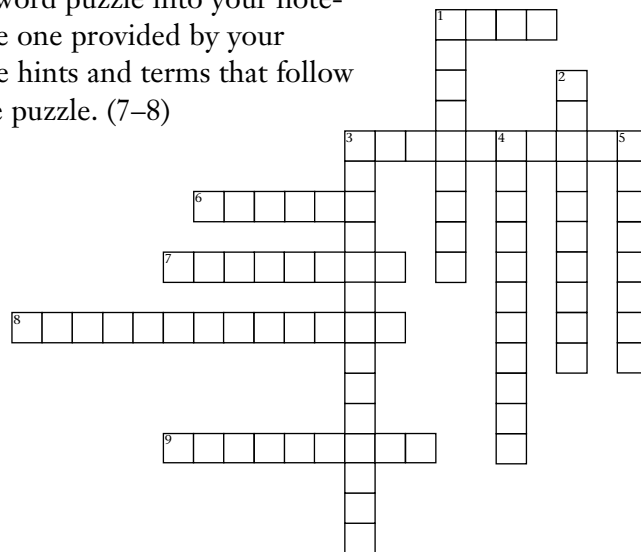 word puzzle into your note-
e one provided by your
e hints and terms that follow
e puzzle. (7–8)
1
2
3 4 5
6
7
8
9